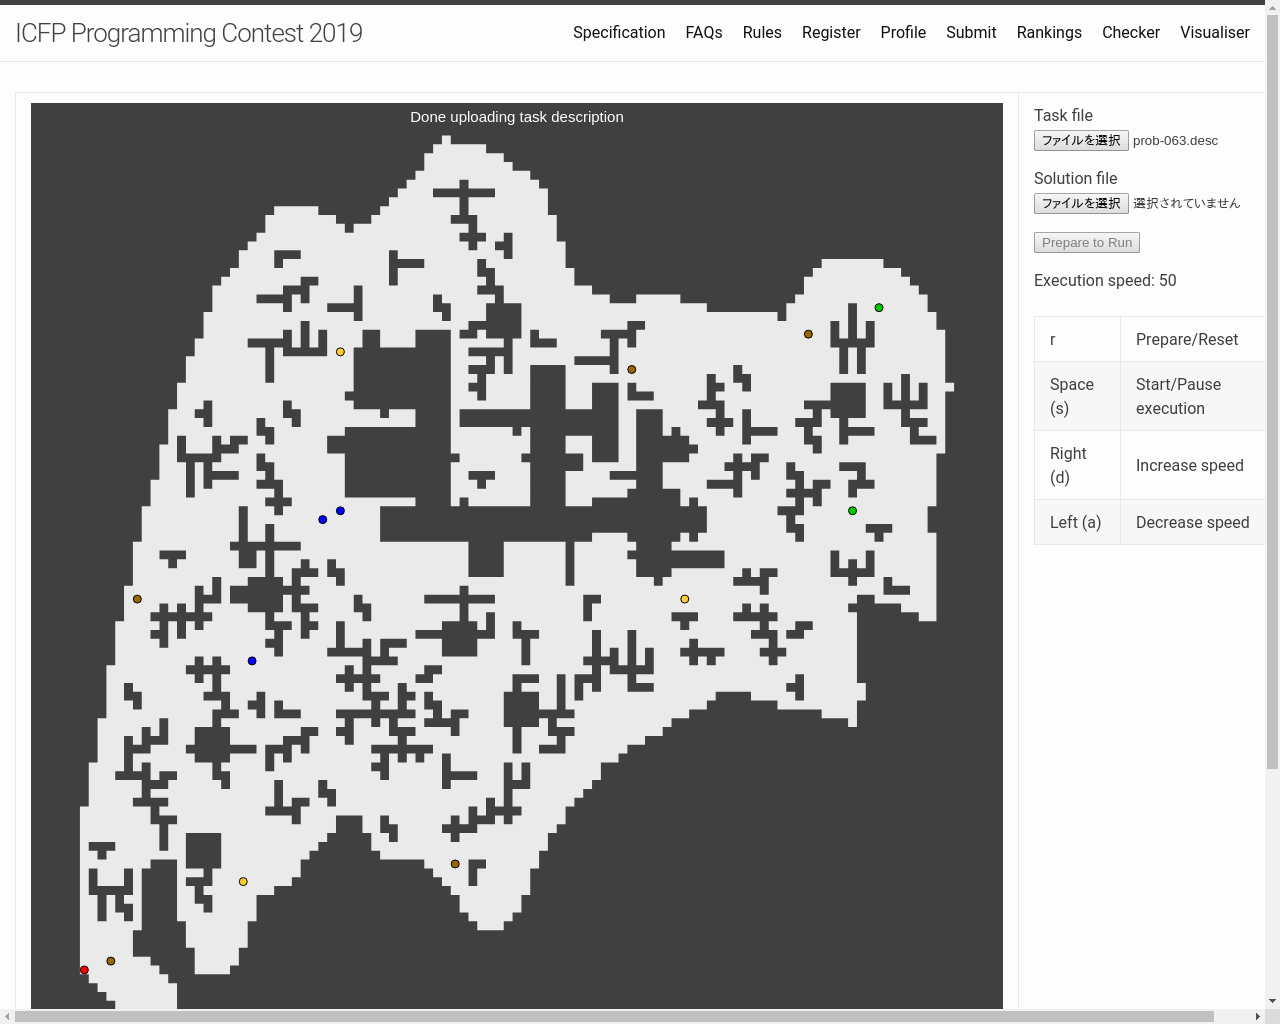 ICFP Programming Contest 2019
Specification FAQs Rules Register Profile Submit Rankings Checker Visualiser
Done uploading task description
Task file
ファイルを選択 prob-063.desc
Solution file
ファイルを選択 選択されていません
Prepare to Run
Execution speed: 50
r Prepare/Reset
Space (s) Start/Pause execution
Right (d) Increase speed
Left (a) Decrease speed